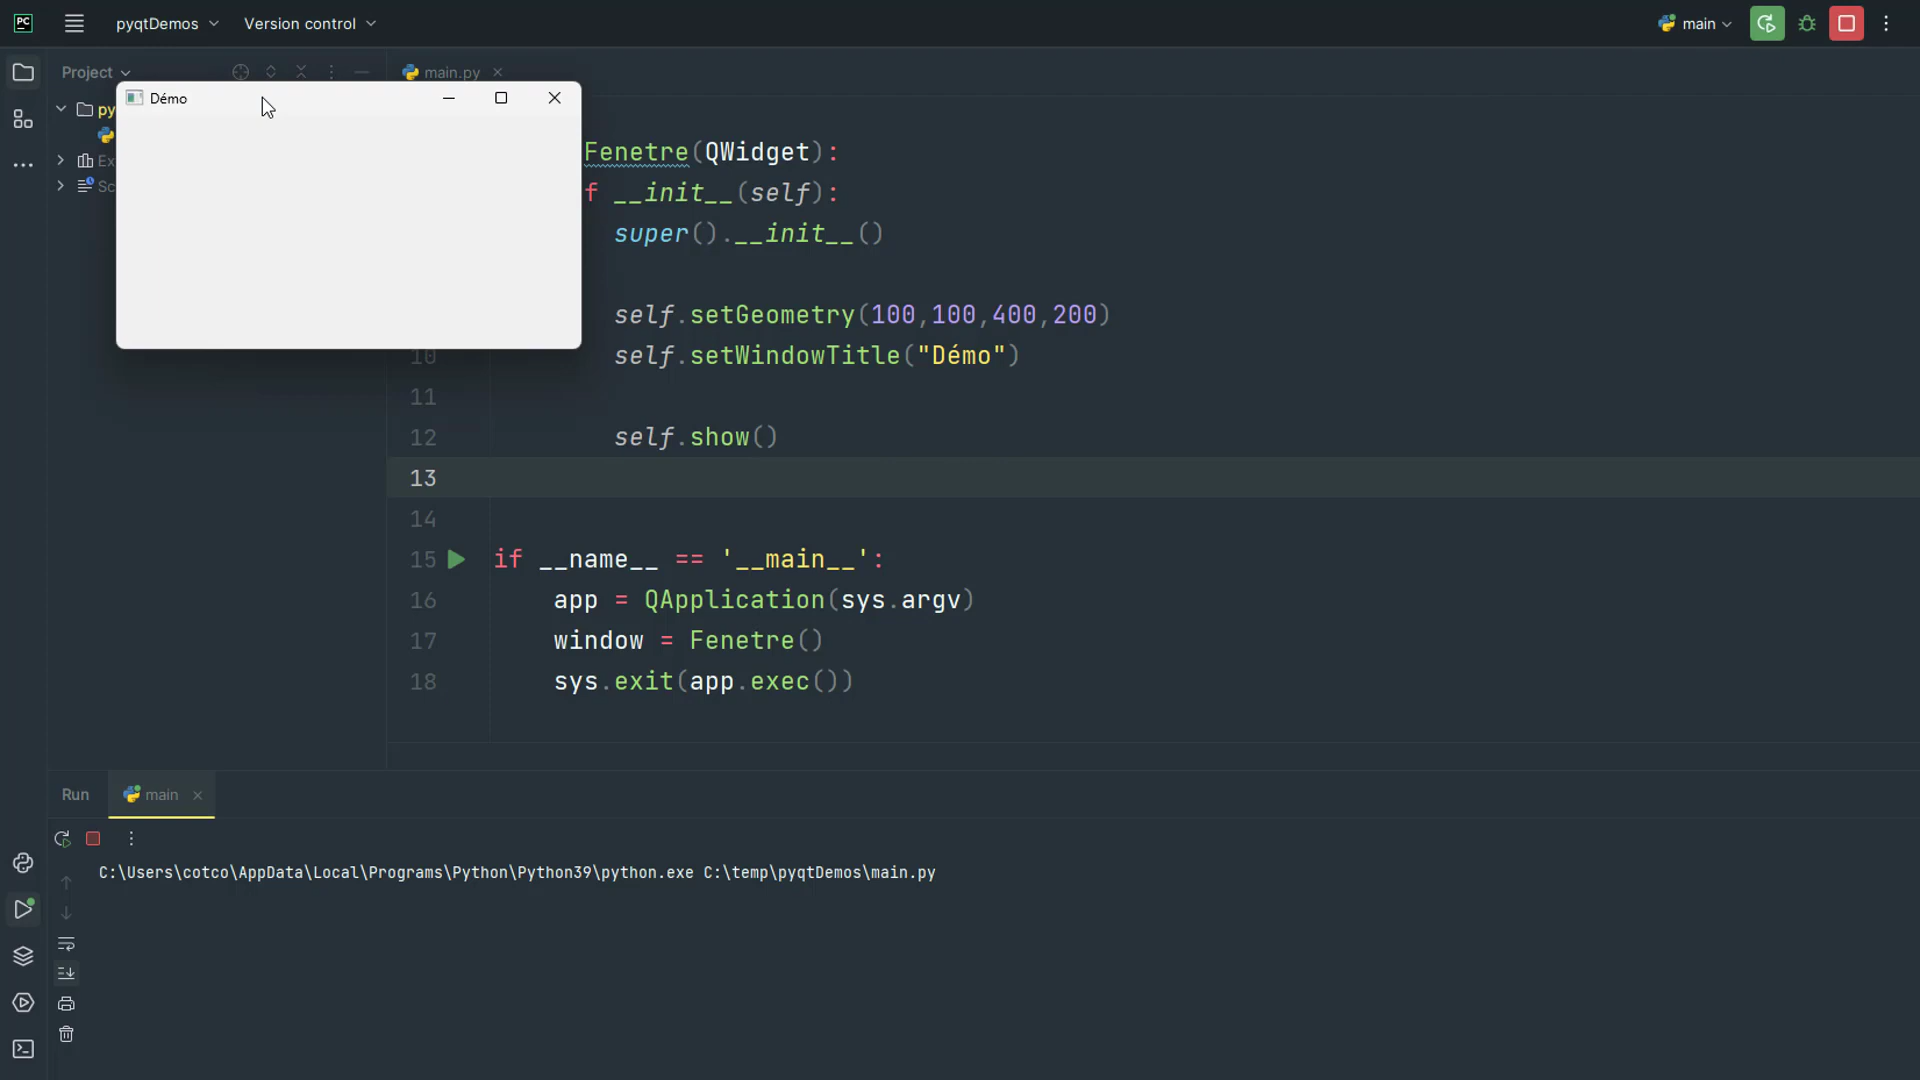 PC pyqtDemos Version control main
Project main.py
Démo
py
Ex
Sc
Fenetre(QWidget):
f __init__(self):
super().__init__()
self.setGeometry(100,100,400,200)
10 self.setWindowTitle("Démo")
11
12 self.show()
13
14
15 if __name__ == '__main__':
16 app = QApplication(sys.argv)
17 window = Fenetre()
18 sys.exit(app.exec())
Run main
C:\Users\cotco\AppData\Local\Programs\Python\Python39\python.exe C:\temp\pyqtDemos\main.py